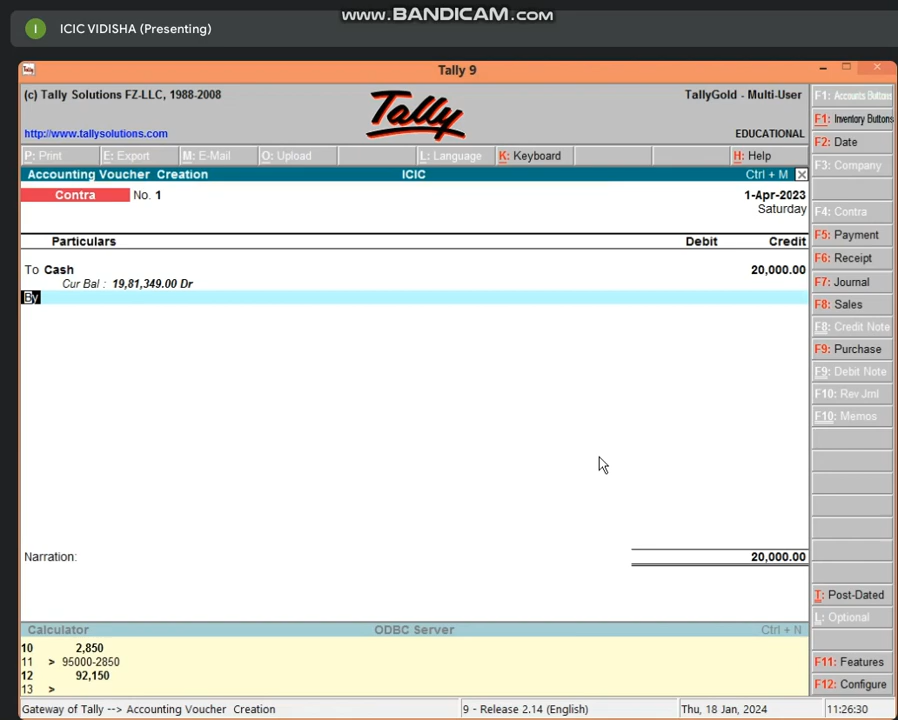 www.BANDICAM.com
I ICIC VIDISHA (Presenting)
Tally Tally 9
(c) Tally Solutions FZ-LLC, 1988-2008
Tally
TallyGold - Multi-User
http://www.tallysolutions.com
EDUCATIONAL
P: Print E: Export M: E-Mail O: Upload L: Language K: Keyboard H: Help
Accounting Voucher Creation ICIC Ctrl + M
Contra No. 1 1-Apr-2023
Saturday
Particulars Debit Credit
To Cash 20,000.00
Cur Bal : 19,81,349.00 Dr
By
Narration: 20,000.00
Calculator ODBC Server Ctrl + N
10 2,850
11 > 95000-2850
12 92,150
13 >
Gateway of Tally --> Accounting Voucher Creation 9 - Release 2.14 (English) Thu, 18 Jan, 2024 11:26:30
F1: Accounts Buttons
F1: Inventory Buttons
F2: Date
F3: Company
F4: Contra
F5: Payment
F6: Receipt
F7: Journal
F8: Sales
F8: Credit Note
F9: Purchase
F9: Debit Note
F10: Rev Jrnl
F10: Memos
T: Post-Dated
L: Optional
F11: Features
F12: Configure